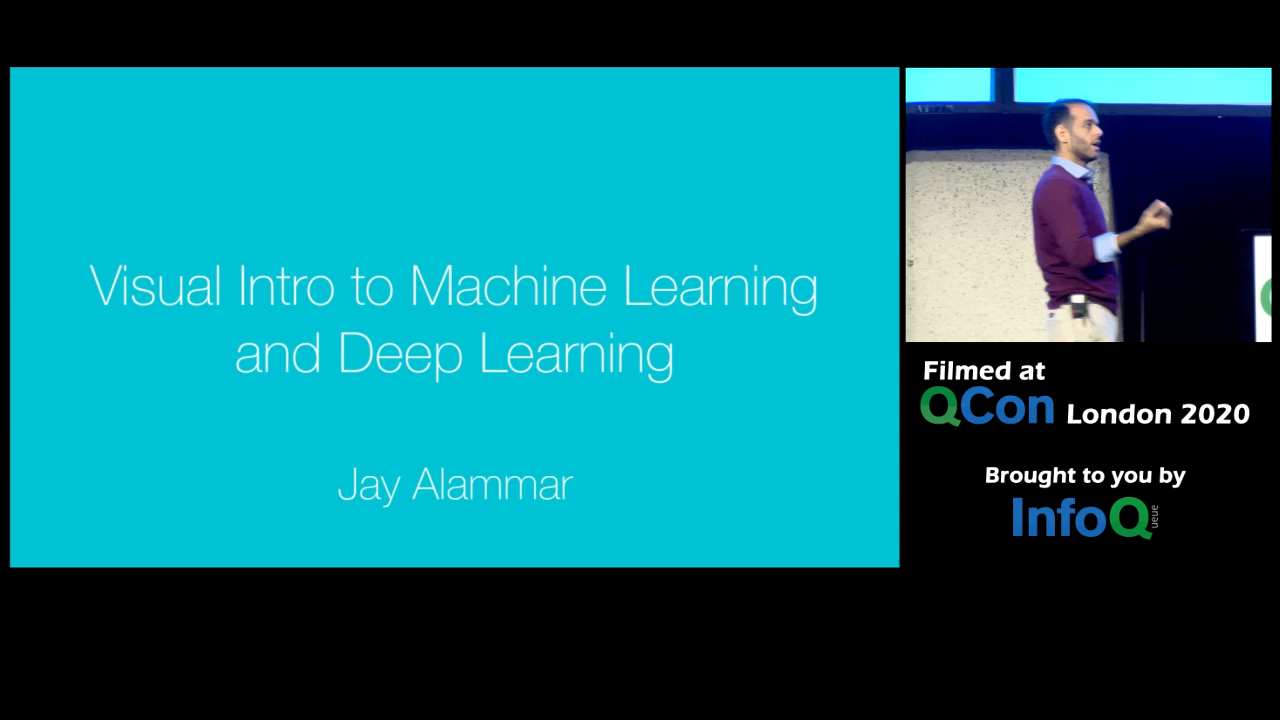 Visual Intro to Machine Learning
and Deep Learning
Jay Alammar
Filmed at
QCon London 2020
Brought to you by
InfoQ
ueue